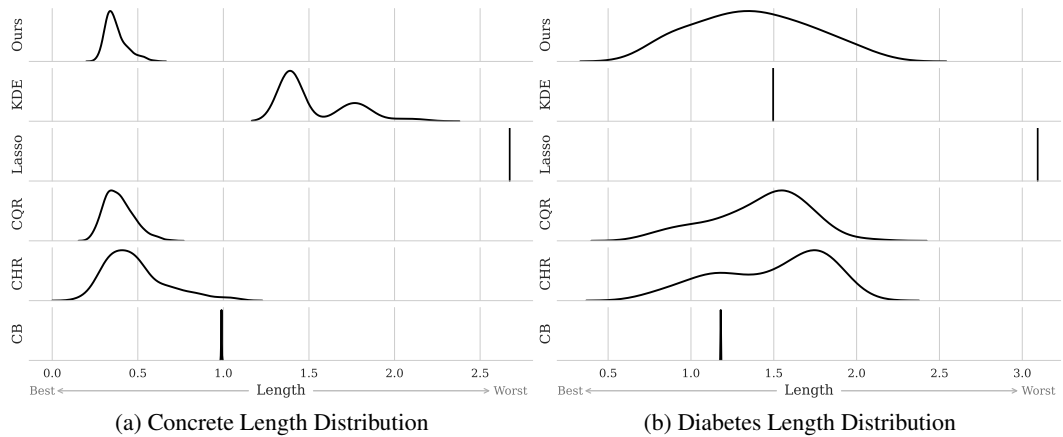 Ours
KDE
Lasso
CQR
CHR
CB
0.0 0.5 1.0 1.5 2.0 2.5
Best Length Worst
(a) Concrete Length Distribution
Ours
KDE
Lasso
CQR
CHR
CB
0.5 1.0 1.5 2.0 2.5 3.0
Best Length Worst
(b) Diabetes Length Distribution